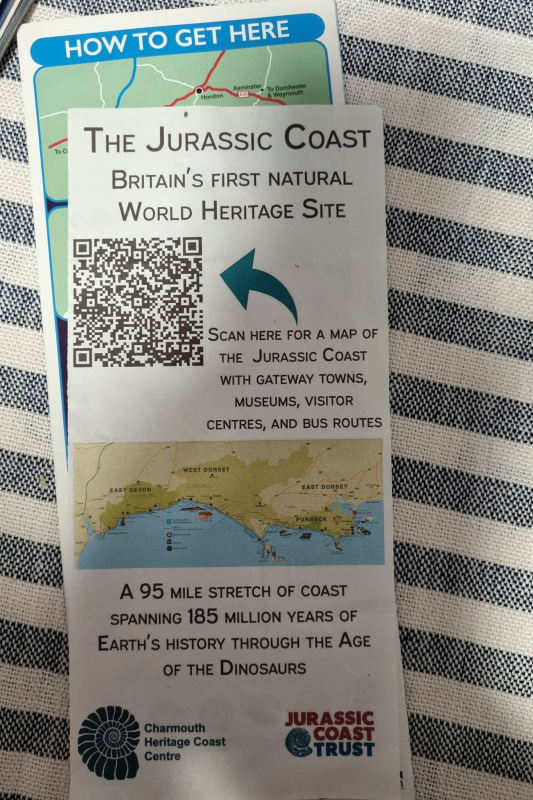 HOW TO GET HERE
Axminster
To Dorchester
& Weymouth
Honiton
THE JURASSIC COAST
BRITAIN'S FIRST NATURAL
WORLD HERITAGE SITE
SCAN HERE FOR A MAP OF
THE JURASSIC COAST
WITH GATEWAY TOWNS,
MUSEUMS, VISITOR
CENTRES, AND BUS ROUTES
WEST DORSET
EAST DEVON
EAST DORSET
PURBECK
A 95 MILE STRETCH OF COAST
SPANNING 185 MILLION YEARS OF
EARTH'S HISTORY THROUGH THE AGE
OF THE DINOSAURS
Charmouth
Heritage Coast
Centre
JURASSIC
COAST
TRUST